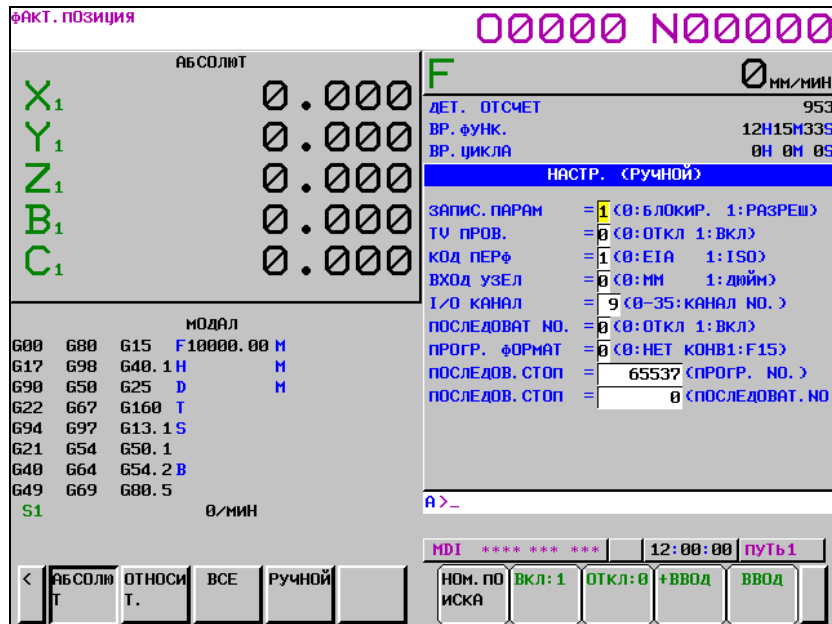 ФАКТ.ПОЗИЦИЯ
O0000 N00000
АБСОЛЮТ
X1 0.000
Y1 0.000
Z1 0.000
B1 0.000
C1 0.000
МОДАЛ
G00 G80 G15 F10000.00 M
G17 G98 G40.1 H M
G90 G50 G25 D M
G22 G67 G160 T
G94 G97 G13.1 S
G21 G54 G50.1
G40 G64 G54.2 B
G49 G69 G80.5
S1 0/МИН
F 0 ММ/МИН
ДЕТ. ОТСЧЕТ 953
ВР.ФУНК. 12H15M33S
ВР.ЦИКЛА 0H 0M 0S
НАСТР. (РУЧНОЙ)
ЗАПИС.ПАРАМ =1(0:БЛОКИР. 1:РАЗРЕШ)
TV ПРОВ. =0(0:ОТКЛ 1:ВКЛ)
КОД ПЕРФ =1(0:EIA 1:ISO)
ВХОД УЗЕЛ =0(0:ММ 1:ДЮЙМ)
I/O КАНАЛ = 9(0-35:КАНАЛ NO.)
ПОСЛЕДОВАТ NO. =0(0:ОТКЛ 1:ВКЛ)
ПРОГР. ФОРМАТ =0(0:НЕТ КОНВ1:F15)
ПОСЛЕДОВ.СТОП = 65537(ПРОГР. NO.)
ПОСЛЕДОВ.СТОП = 0(ПОСЛЕДОВАТ.NO
A>_
MDI **** *** *** 12:00:00 ПУТЬ1
< АБСОЛЮТ ОТНОСИТ. ВСЕ РУЧНОЙ
НОМ.ПОИСКА ВКЛ:1 ОТКЛ:0 +ВВОД ВВОД